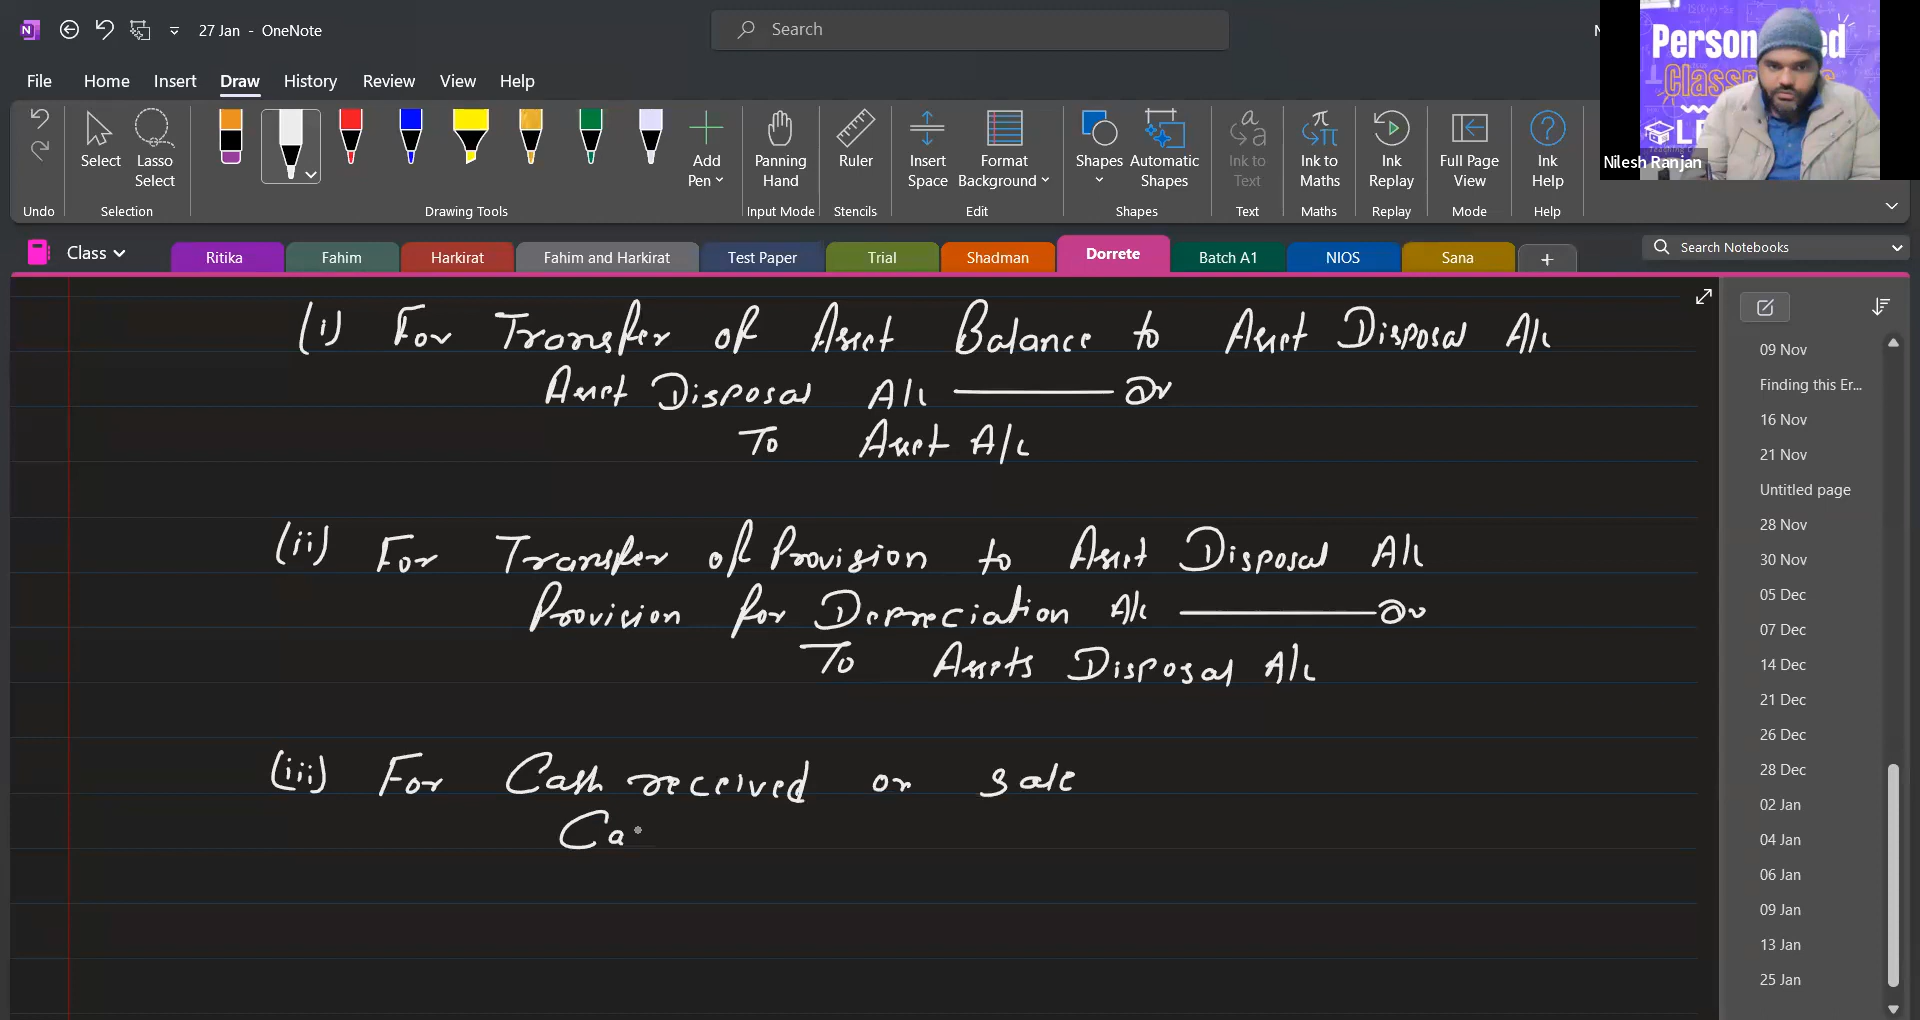 27 Jan - OneNote
Search
File Home Insert Draw History Review View Help
Select
Lasso Select
Add Pen
Panning Hand
Ruler
Insert Space
Format Background
Shapes
Automatic Shapes
Ink to Text
Ink to Maths
Ink Replay
Full Page View
Ink Help
Undo Selection Drawing Tools Input Mode Stencils Edit Shapes Text Maths Replay Mode Help
Nilesh Ranjan
Class Ritika Fahim Harkirat Fahim and Harkirat Test Paper Trial Shadman Dorrete Batch A1 NIOS Sana + Search Notebooks
(i) For Transfer of Asset Balance to Asset Disposal A/c
Asset Disposal A/c Dr
To Asset A/c
(ii) For Transfer of Provision to Asset Disposal A/c
Provision for Depreciation A/c Dr
To Assets Disposal A/c
(iii) For Cash received on sale
Ca
09 Nov
Finding this Er...
16 Nov
21 Nov
Untitled page
28 Nov
30 Nov
05 Dec
07 Dec
14 Dec
21 Dec
26 Dec
28 Dec
02 Jan
04 Jan
06 Jan
09 Jan
13 Jan
25 Jan